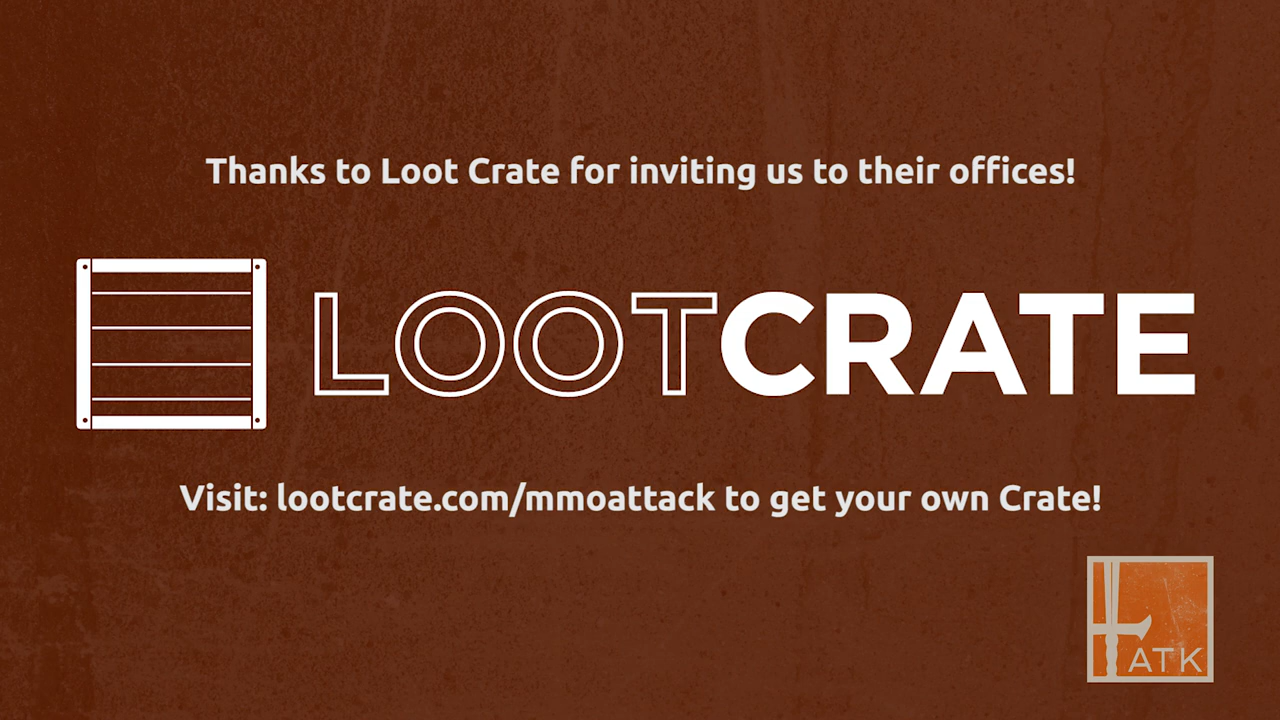 Thanks to Loot Crate for inviting us to their offices!
LOOTCRATE
Visit: lootcrate.com/mmoattack to get your own Crate!
ATK